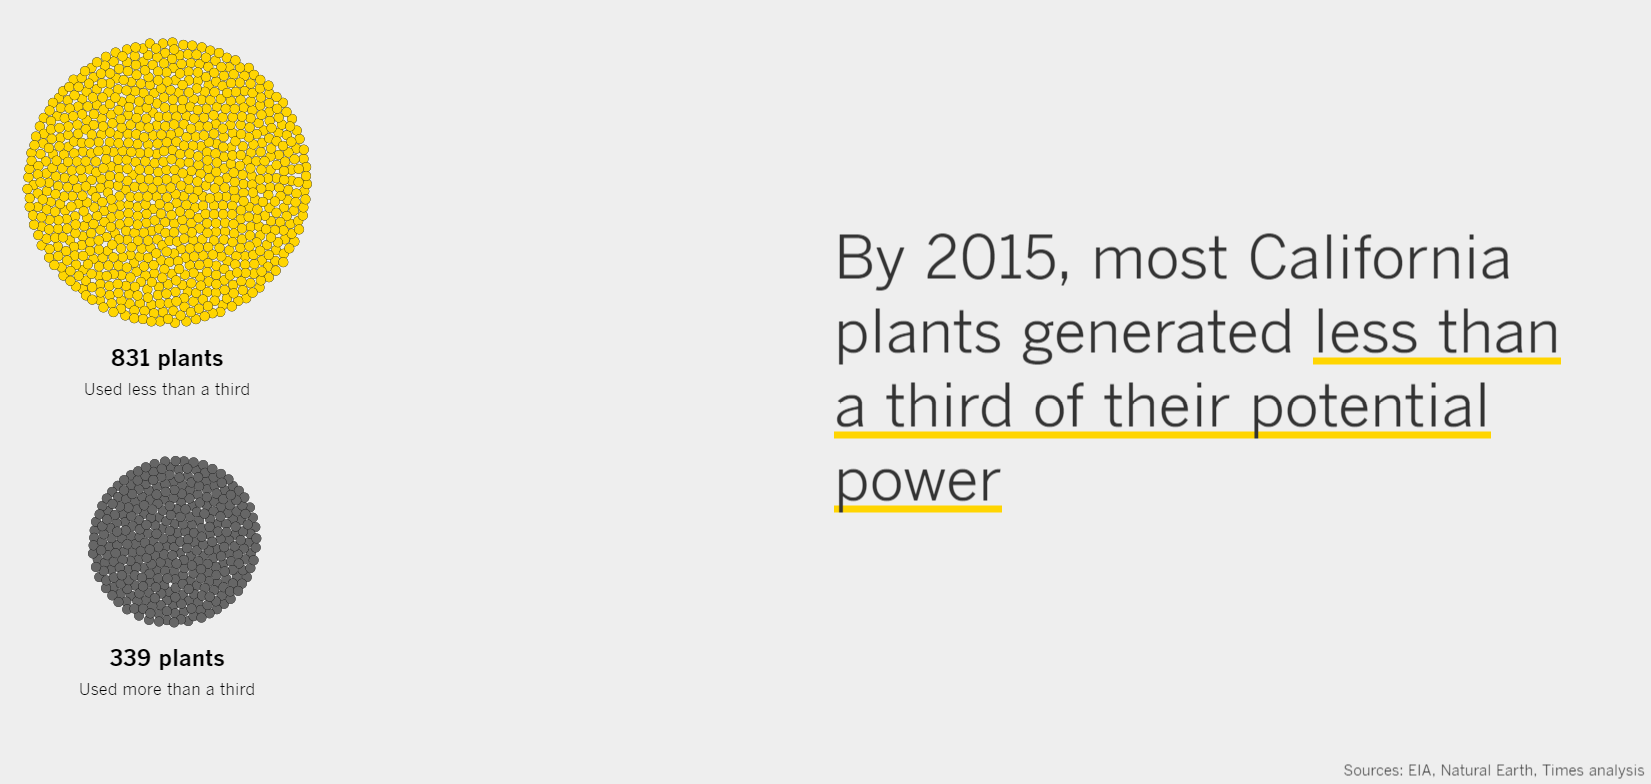 831 plants
Used less than a third
339 plants
Used more than a third
By 2015, most California
plants generated less than
a third of their potential
power
Sources: EIA, Natural Earth, Times analysis